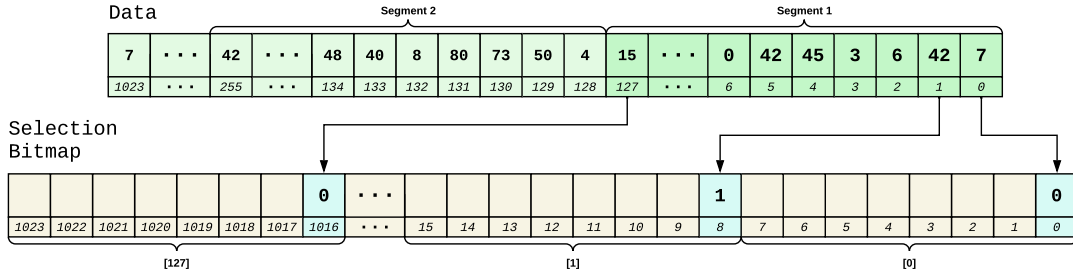 Data
Segment 2 Segment 1
7 ··· 42 ··· 48 40 8 80 73 50 4 15 ··· 0 42 45 3 6 42 7
1023 ··· 255 ··· 134 133 132 131 130 129 128 127 ··· 6 5 4 3 2 1 0
Selection
Bitmap
0 ··· 1 0
1023 1022 1021 1020 1019 1018 1017 1016 ··· 15 14 13 12 11 10 9 8 7 6 5 4 3 2 1 0
[127] [1] [0]